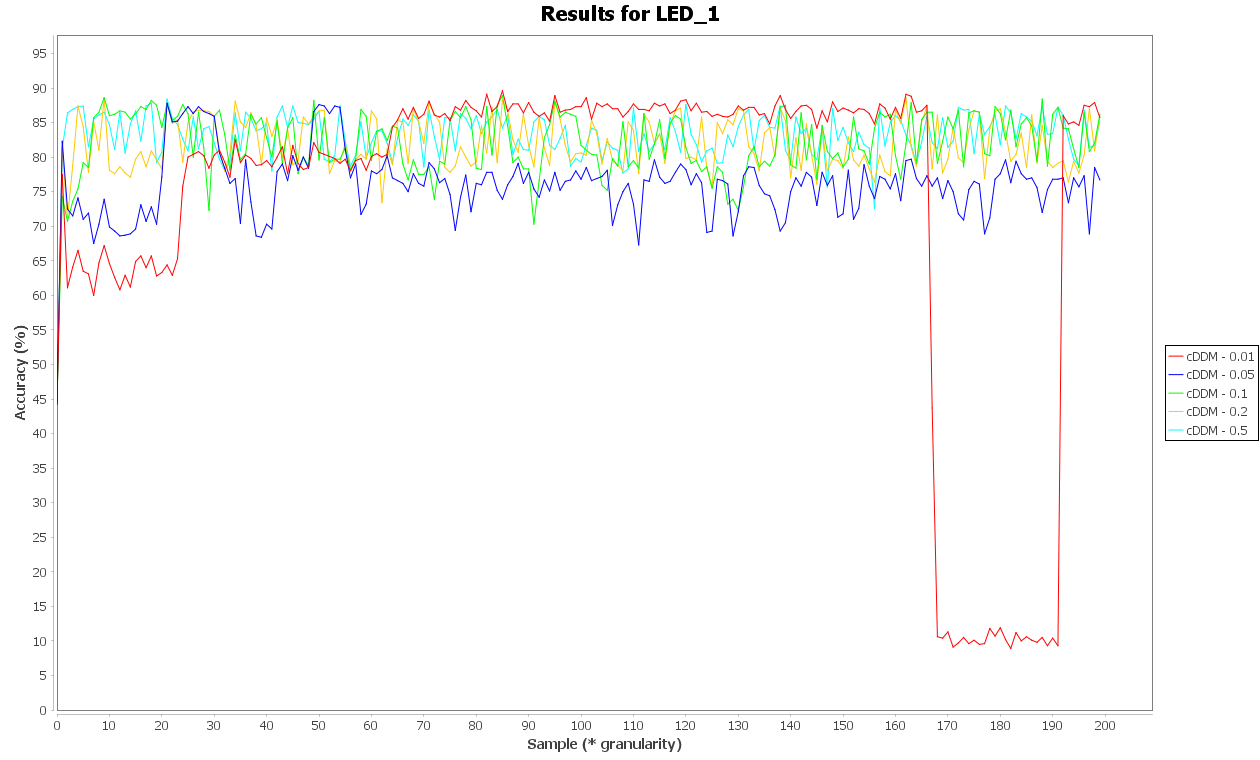 Results for LED_1
95
90
85
80
75
70
65
60
55
50
45
40
35
30
25
20
15
10
5
0
Accuracy (%)
0 10 20 30 40 50 60 70 80 90 100 110 120 130 140 150 160 170 180 190 200
Sample (* granularity)
cDDM - 0.01
cDDM - 0.05
cDDM - 0.1
cDDM - 0.2
cDDM - 0.5